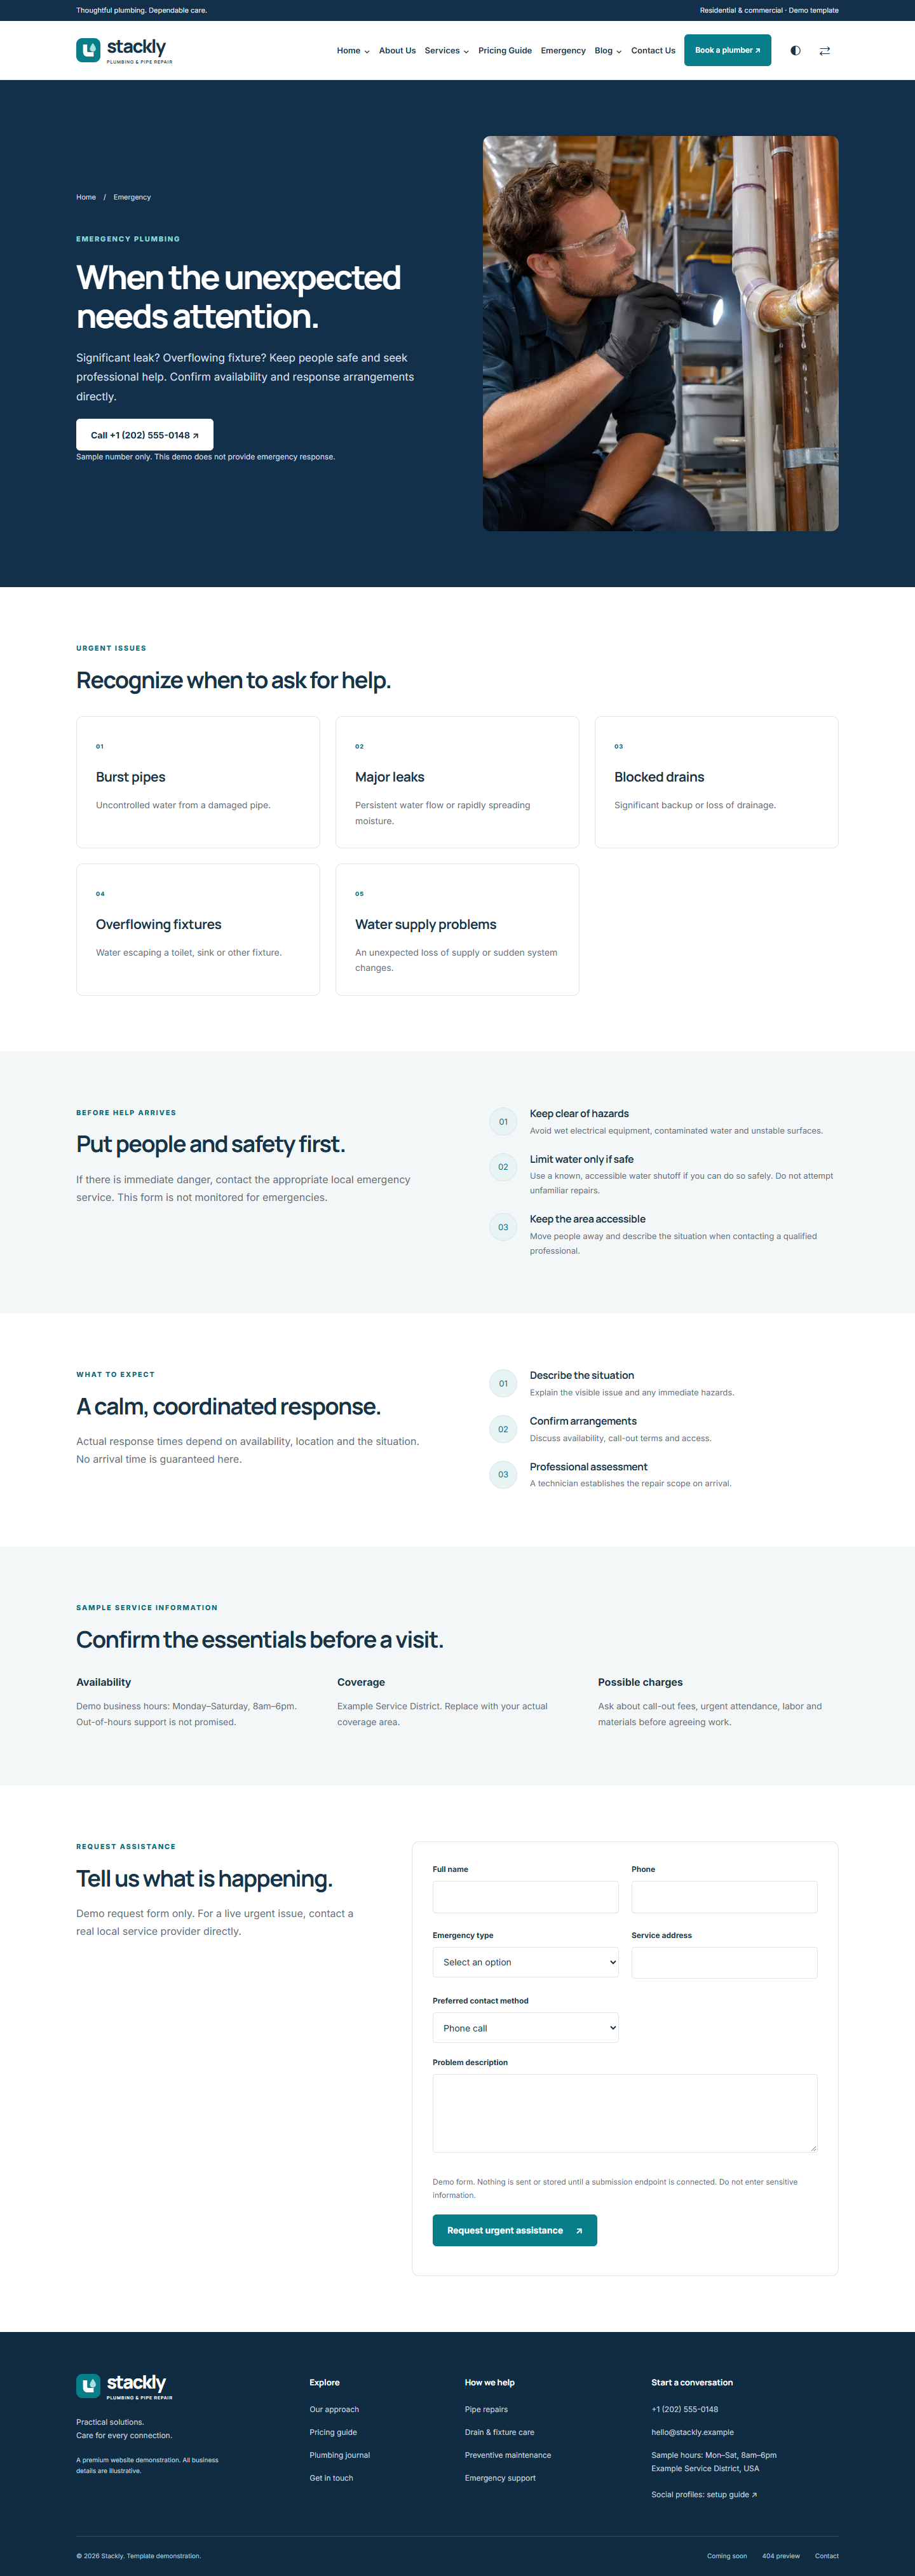 Thoughtful plumbing. Dependable care.
Residential & commercial · Demo template
stackly
PLUMBING & PIPE REPAIR
Home
About Us
Services
Pricing Guide
Emergency
Blog
Contact Us
Book a plumber ↗
Home / Emergency
EMERGENCY PLUMBING
When the unexpected
needs attention.
Significant leak? Overflowing fixture? Keep people safe and seek
professional help. Confirm availability and response arrangements
directly.
Call +1 (202) 555-0148 ↗
Sample number only. This demo does not provide emergency response.
URGENT ISSUES
Recognize when to ask for help.
01
Burst pipes
Uncontrolled water from a damaged pipe.
02
Major leaks
Persistent water flow or rapidly spreading
moisture.
03
Blocked drains
Significant backup or loss of drainage.
04
Overflowing fixtures
Water escaping a toilet, sink or other fixture.
05
Water supply problems
An unexpected loss of supply or sudden system
changes.
BEFORE HELP ARRIVES
Put people and safety first.
If there is immediate danger, contact the appropriate local emergency
service. This form is not monitored for emergencies.
01
Keep clear of hazards
Avoid wet electrical equipment, contaminated water and unstable surfaces.
02
Limit water only if safe
Use a known, accessible water shutoff if you can do so safely. Do not attempt
unfamiliar repairs.
03
Keep the area accessible
Move people away and describe the situation when contacting a qualified
professional.
WHAT TO EXPECT
A calm, coordinated response.
Actual response times depend on availability, location and the situation.
No arrival time is guaranteed here.
01
Describe the situation
Explain the visible issue and any immediate hazards.
02
Confirm arrangements
Discuss availability, call-out terms and access.
03
Professional assessment
A technician establishes the repair scope on arrival.
SAMPLE SERVICE INFORMATION
Confirm the essentials before a visit.
Availability
Demo business hours: Monday–Saturday, 8am–6pm.
Out-of-hours support is not promised.
Coverage
Example Service District. Replace with your actual
coverage area.
Possible charges
Ask about call-out fees, urgent attendance, labor and
materials before agreeing work.
REQUEST ASSISTANCE
Tell us what is happening.
Demo request form only. For a live urgent issue, contact a
real local service provider directly.
Full name
Phone
Emergency type
Select an option
Service address
Preferred contact method
Phone call
Problem description
Demo form. Nothing is sent or stored until a submission endpoint is connected. Do not enter sensitive
information.
Request urgent assistance ↗
stackly
PLUMBING & PIPE REPAIR
Practical solutions.
Care for every connection.
A premium website demonstration. All business
details are illustrative.
Explore
Our approach
Pricing guide
Plumbing journal
Get in touch
How we help
Pipe repairs
Drain & fixture care
Preventive maintenance
Emergency support
Start a conversation
+1 (202) 555-0148
hello@stackly.example
Sample hours: Mon–Sat, 8am–6pm
Example Service District, USA
Social profiles: setup guide ↗
© 2026 Stackly. Template demonstration.
Coming soon
404 preview
Contact